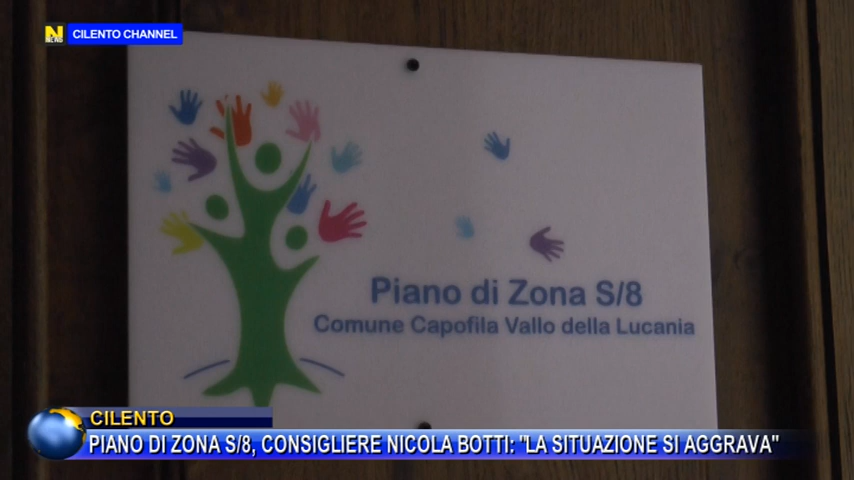 N
CILENTO CHANNEL
Piano di Zona S/8
Comune Capofila Vallo della Lucania
CILENTO
PIANO DI ZONA S/8, CONSIGLIERE NICOLA BOTTI: "LA SITUAZIONE SI AGGRAVA"